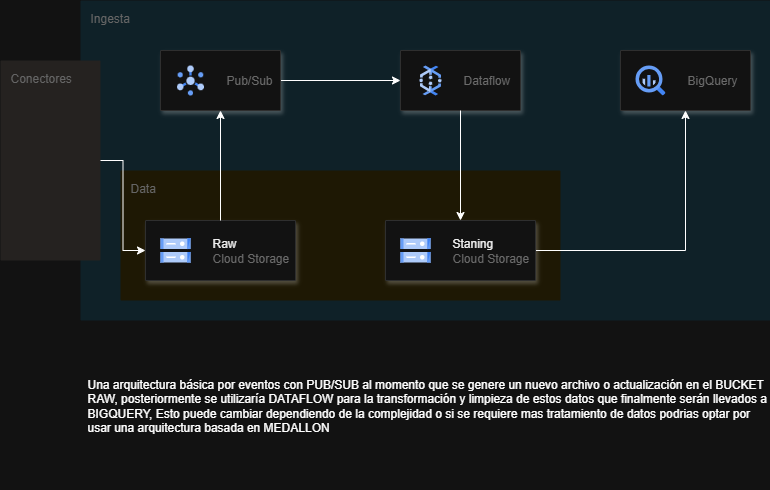 Ingesta
Conectores
Pub/Sub
Dataflow
BigQuery
Data
Raw
Cloud Storage
Staning
Cloud Storage
Una arquitectura básica por eventos con PUB/SUB al momento que se genere un nuevo archivo o actualización en el BUCKET
RAW, posteriormente se utilizaría DATAFLOW para la transformación y limpieza de estos datos que finalmente serán llevados a
BIGQUERY, Esto puede cambiar dependiendo de la complejidad o si se requiere mas tratamiento de datos podrias optar por
usar una arquitectura basada en MEDALLON